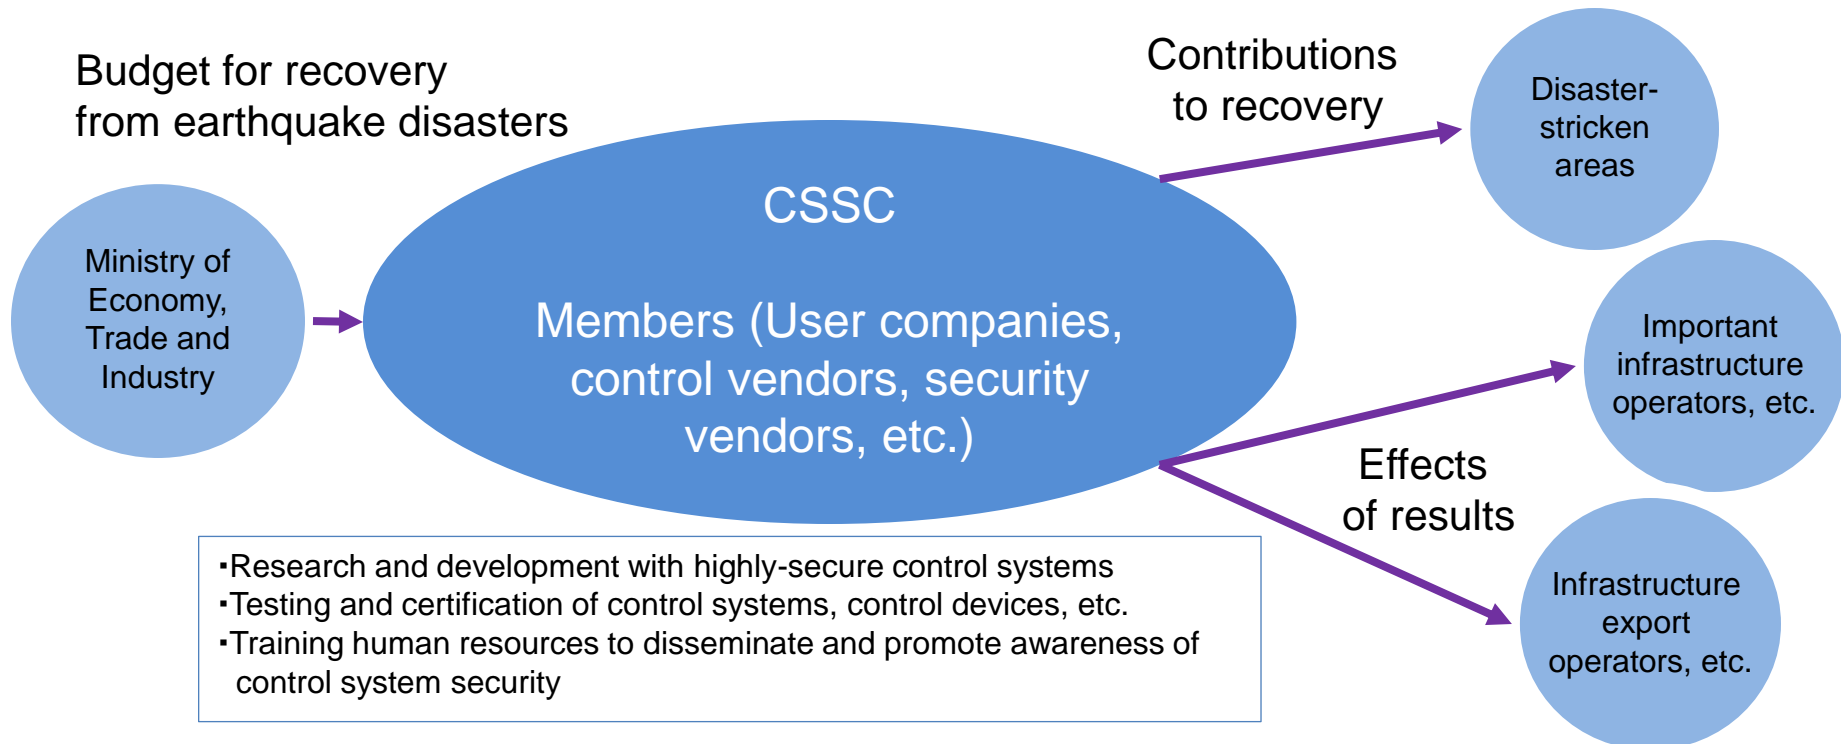 Budget for recovery
from earthquake disasters
Ministry of
Economy,
Trade and
Industry
CSSC
Members (User companies,
control vendors, security
vendors, etc.)
Contributions
to recovery
Disaster-
stricken
areas
Important
infrastructure
operators, etc.
Effects
of results
Infrastructure
export
operators, etc.
・Research and development with highly-secure control systems
・Testing and certification of control systems, control devices, etc.
・Training human resources to disseminate and promote awareness of
control system security